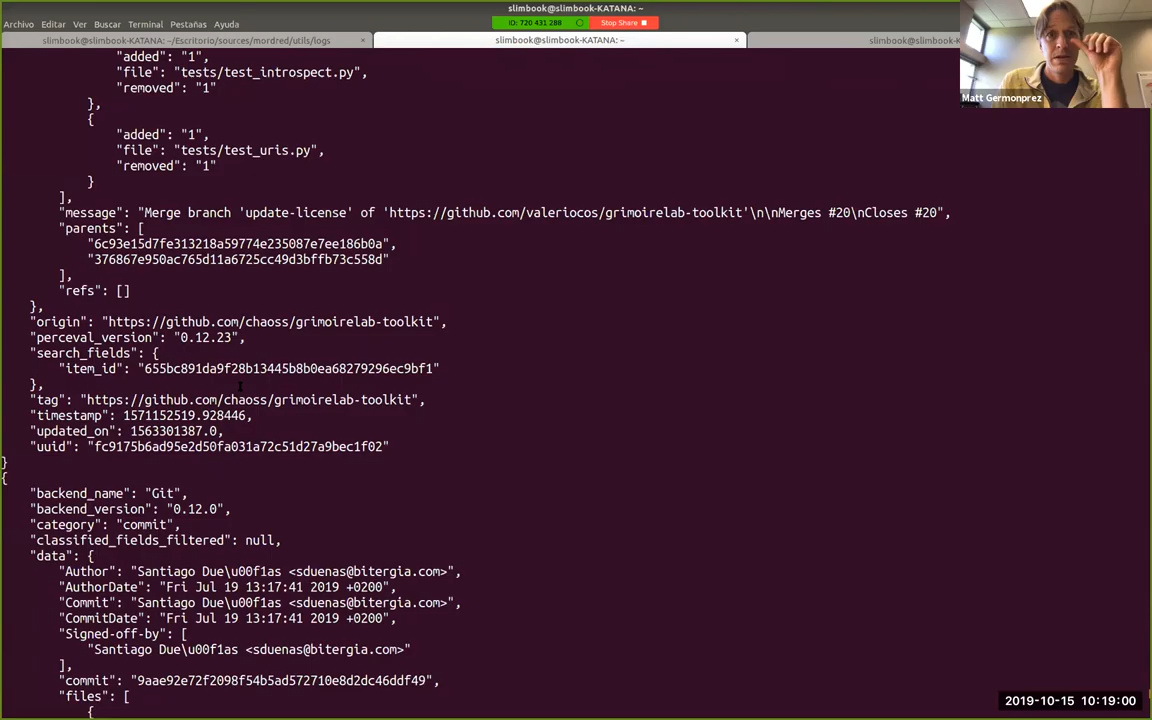 slimbook@slimbook-KATANA: ~
Archivo Editar Ver Buscar Terminal Pestañas Ayuda
ID: 720 431 288 Stop Share
slimbook@slimbook-KATANA: ~/Escritorio/sources/mordred/utils/logs × slimbook@slimbook-KATANA: ~ × slimbook@slimbook-K
Matt Germonprez
"added": "1",
"file": "tests/test_introspect.py",
"removed": "1"
},
{
"added": "1",
"file": "tests/test_uris.py",
"removed": "1"
}
],
"message": "Merge branch 'update-license' of 'https://github.com/valeriocos/grimoirelab-toolkit'\n\nMerges #20\nCloses #20",
"parents": [
"6c93e15d7fe313218a59774e235087e7ee186b0a",
"376867e950ac765d11a6725cc49d3bffb73c558d"
],
"refs": []
},
"origin": "https://github.com/chaoss/grimoirelab-toolkit",
"perceval_version": "0.12.23",
"search_fields": {
"item_id": "655bc891da9f28b13445b8b0ea68279296ec9bf1"
},
"tag": "https://github.com/chaoss/grimoirelab-toolkit",
"timestamp": 1571152519.928446,
"updated_on": 1563301387.0,
"uuid": "fc9175b6ad95e2d50fa031a72c51d27a9bec1f02"
}
{
"backend_name": "Git",
"backend_version": "0.12.0",
"category": "commit",
"classified_fields_filtered": null,
"data": {
"Author": "Santiago Due\u00f1as <sduenas@bitergia.com>",
"AuthorDate": "Fri Jul 19 13:17:41 2019 +0200",
"Commit": "Santiago Due\u00f1as <sduenas@bitergia.com>",
"CommitDate": "Fri Jul 19 13:17:41 2019 +0200",
"Signed-off-by": [
"Santiago Due\u00f1as <sduenas@bitergia.com>"
],
"commit": "9aae92e72f2098f54b5ad572710e8d2dc46ddf49",
"files": [
{
2019-10-15 10:19:00